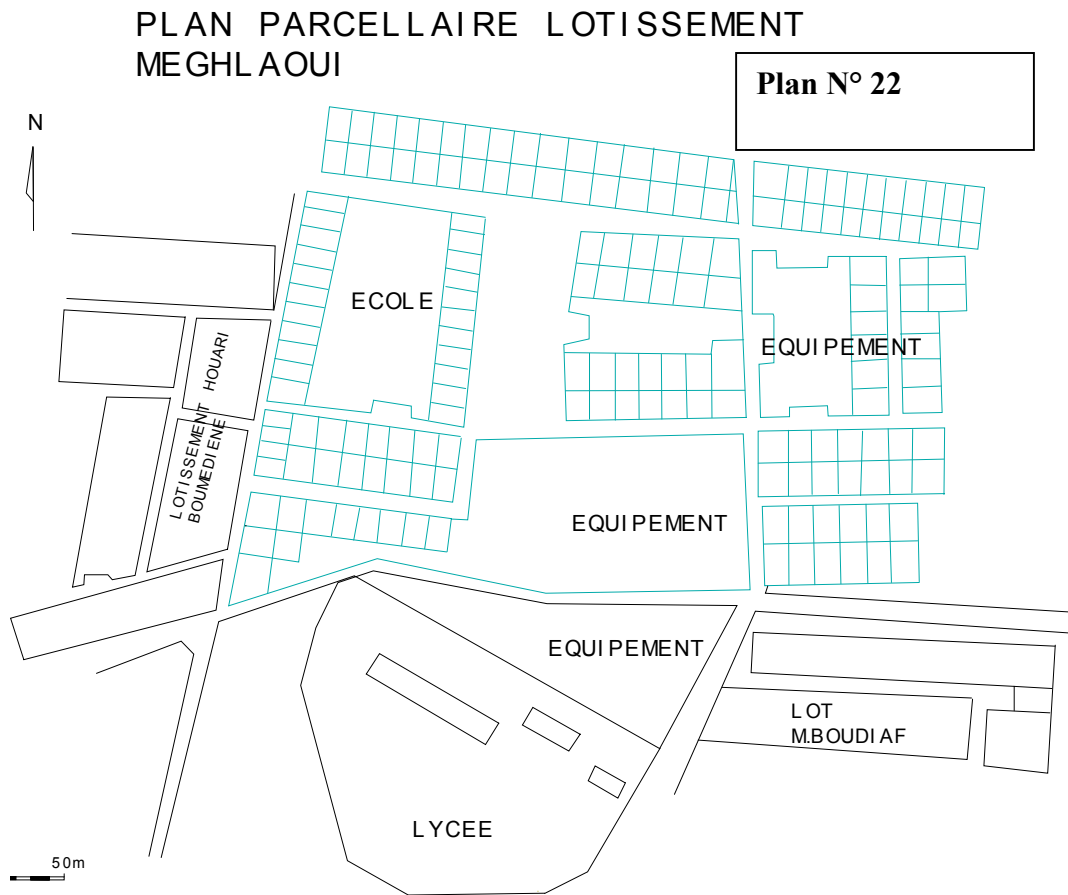 PLAN PARCELLAIRE LOTISSEMENT
MEGHLAOUI
Plan N° 22
N
ECOLE
EQUIPEMENT
LOTISSEMENT HOUARI
BOUMEDIENE
EQUIPEMENT
EQUIPEMENT
LOT
M.BOUDIAF
LYCEE
50m